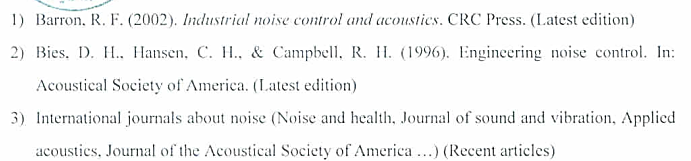 1) Barron, R. F. (2002). Industrial noise control and acoustics. CRC Press. (Latest edition)
2) Bies, D. H., Hansen, C. H., & Campbell, R. H. (1996). Engineering noise control. In:
Acoustical Society of America. (Latest edition)
3) International journals about noise (Noise and health, Journal of sound and vibration, Applied
acoustics, Journal of the Acoustical Society of America …) (Recent articles)